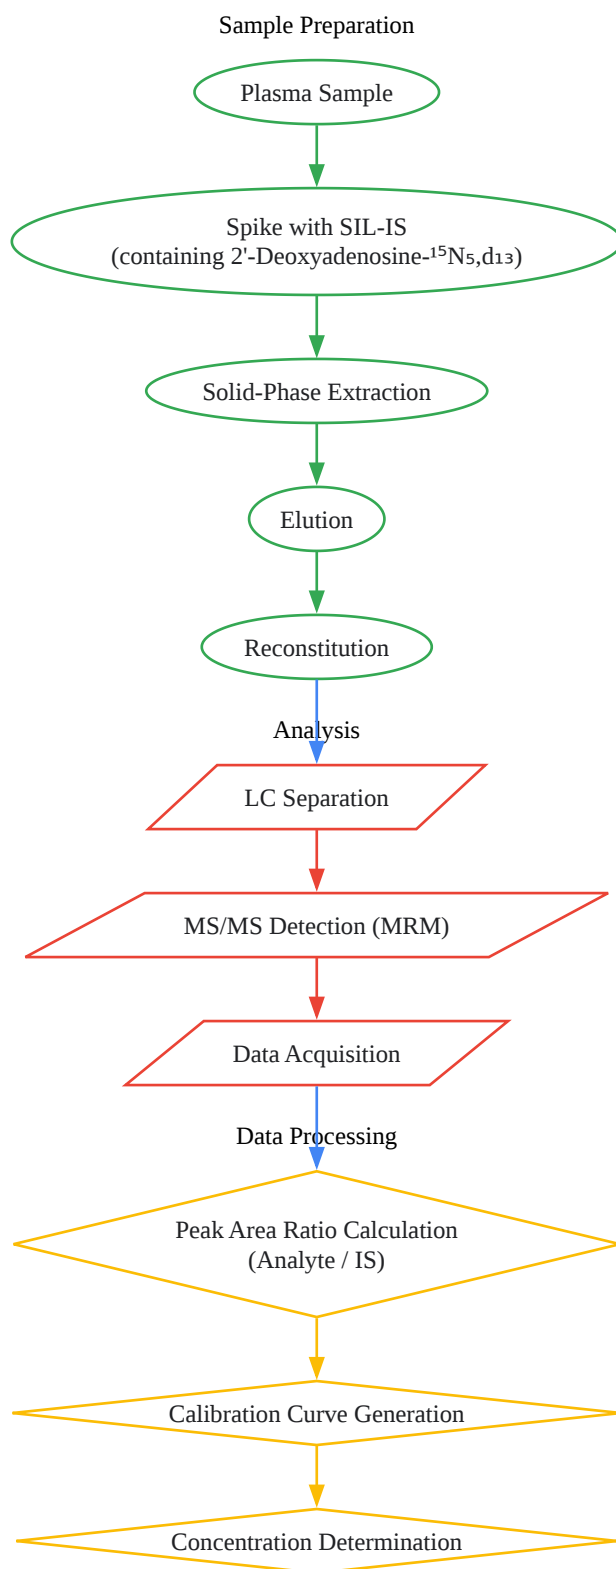 Sample Preparation
Plasma Sample
Spike with SIL-IS
(containing 2'-Deoxyadenosine-¹⁵N₅,d₁₃)
Solid-Phase Extraction
Elution
Reconstitution
Analysis
LC Separation
MS/MS Detection (MRM)
Data Acquisition
Data Processing
Peak Area Ratio Calculation
(Analyte / IS)
Calibration Curve Generation
Concentration Determination